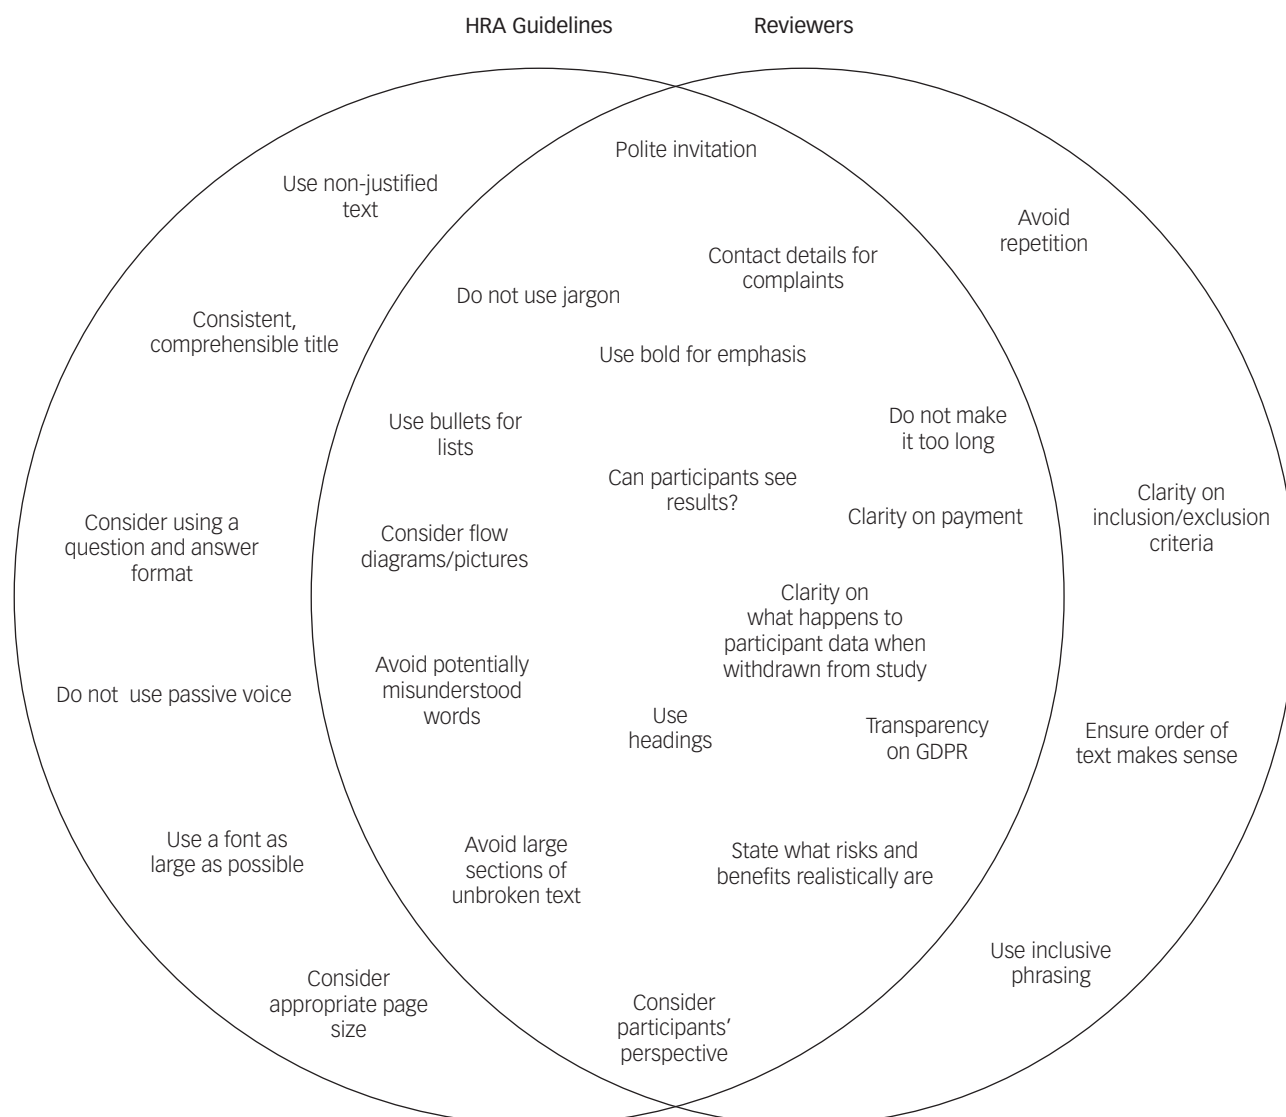 HRA Guidelines
Reviewers
Polite invitation
Use non-justified
text
Avoid
repetition
Contact details for
complaints
Do not use jargon
Consistent,
comprehensible title
Use bold for emphasis
Use bullets for
lists
Do not make
it too long
Can participants see
results?
Clarity on payment
Clarity on
inclusion/exclusion
criteria
Consider using a
question and answer
format
Consider flow
diagrams/pictures
Clarity on
what happens to
participant data when
withdrawn from study
Avoid potentially
misunderstood
words
Do not  use passive voice
Use
headings
Transparency
on GDPR
Ensure order of
text makes sense
Use a font as
large as possible
Avoid large
sections of
unbroken text
State what risks and
benefits realistically are
Use inclusive
phrasing
Consider
appropriate page
size
Consider
participants’
perspective